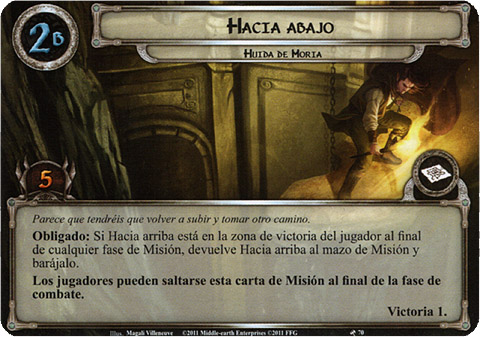 2B
Hacia abajo
Huida de Moria
5
Parece que tendréis que volver a subir y tomar otro camino.
Obligado: Si Hacia arriba está en la zona de victoria del jugador al final
de cualquier fase de Misión, devuelve Hacia arriba al mazo de Misión y
barájalo.
Los jugadores pueden saltarse esta carta de Misión al final de la fase de
combate.
Victoria 1.
Illus. Magali Villeneuve ©2011 Middle-earth Enterprises ©2011 FFG 70